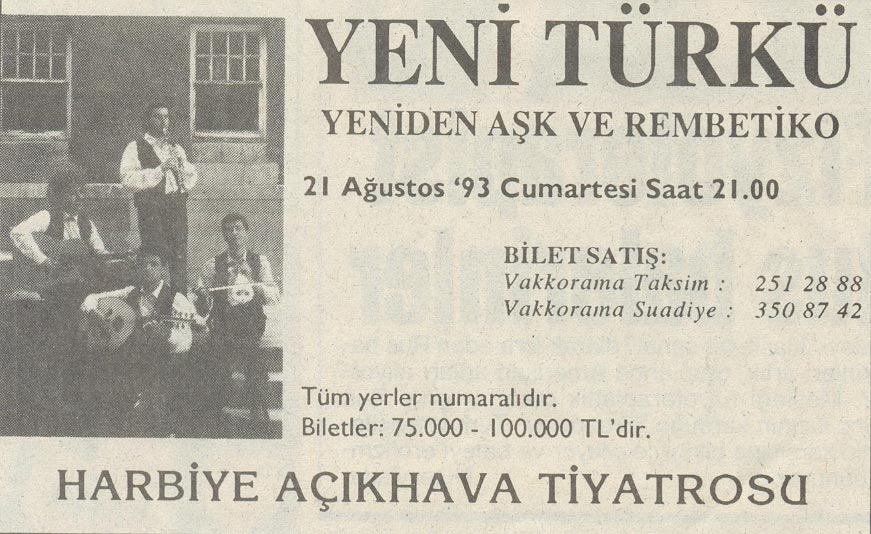 YENİ TÜRKÜ
YENİDEN AŞK VE REMBETİKO
21 Ağustos '93 Cumartesi Saat 21.00
BİLET SATIŞ:
Vakkorama Taksim : 251 28 88
Vakkorama Suadiye : 350 87 42
Tüm yerler numaralıdır.
Biletler: 75.000 - 100.000 TL'dir.
HARBİYE AÇIKHAVA TİYATROSU